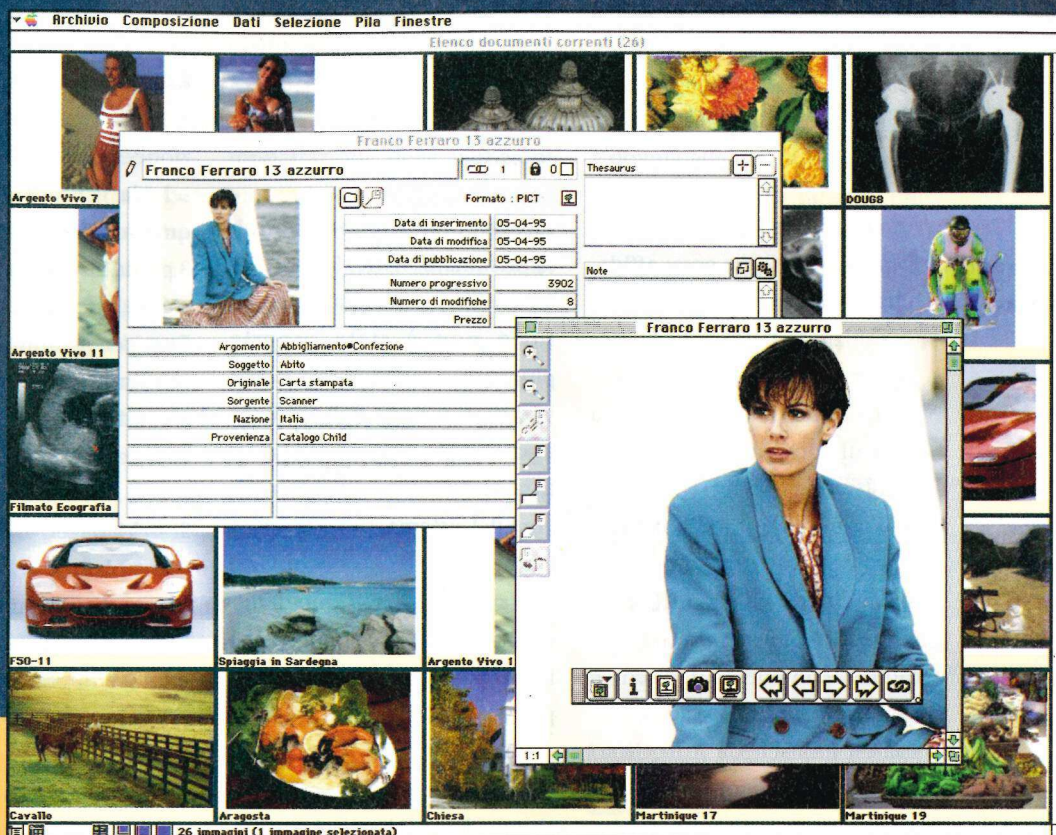 Archivio Composizione Dati Selezione Pila Finestre
Elenco documenti correnti (26)
Argento Vivo 7
DOUG8
Franco Ferraro 13 azzurro
Franco Ferraro 13 azzurro
1
0
Thesaurus
Formato : PICT
Data di inserimento 05-04-95
Data di modifica 05-04-95
Data di pubblicazione 05-04-95
Note
Numero progressivo 3902
Numero di modifiche 8
Prezzo
Argento Vivo 11
Argomento Abbigliamento•Confezione
Soggetto Abito
Originale Carta stampata
Sorgente Scanner
Nazione Italia
Provenienza Catalogo Child
Franco Ferraro 13 azzurro
Filmato Ecografia
F50-11
Spiaggia in Sardegna
Argento Vivo 1
1:1
Cavallo
Aragosta
Chiesa
Martinique 17
Martinique 19
26 immagini (1 immagine selezionata)